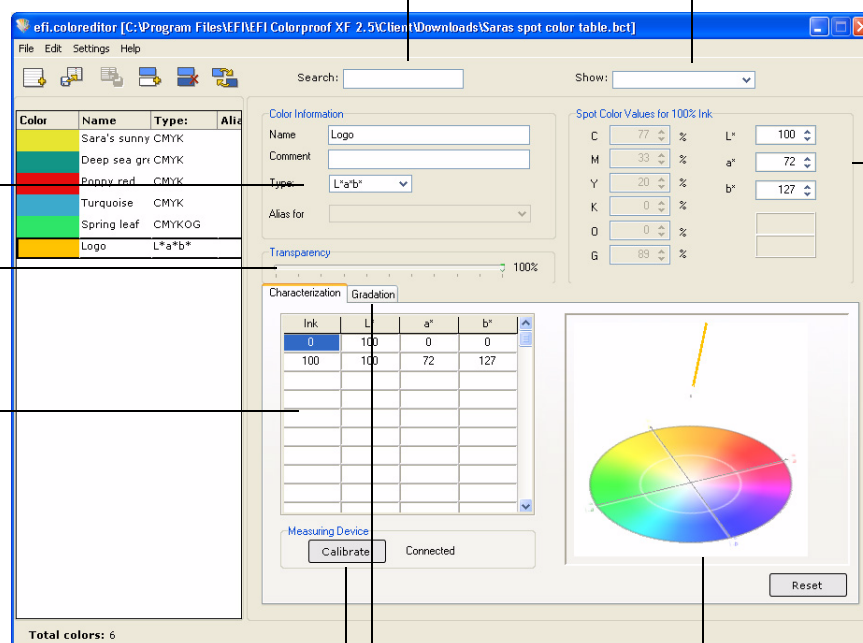 efi.coloreditor [C:\Program Files\EFI\EFI Colorproof XF 2.5\Client\Downloads\Saras spot color table.bct]
File Edit Settings Help
Search:
Show:
Color Name Type: Alia
Sara's sunny CMYK
Deep sea gre CMYK
Poppy red CMYK
Turquoise CMYK
Spring leaf CMYKOG
Logo L*a*b*
Color Information
Name Logo
Comment
Type: L*a*b*
Alias for
Spot Color Values for 100% Ink
C 77 % L* 100
M 33 % a* 72
Y 20 % b* 127
K 0 %
O 0 %
G 89 %
Transparency
100%
Characterization Gradation
Ink L* a* b*
0 100 0 0
100 100 72 127
Measuring Device
Calibrate Connected
Reset
Total colors: 6